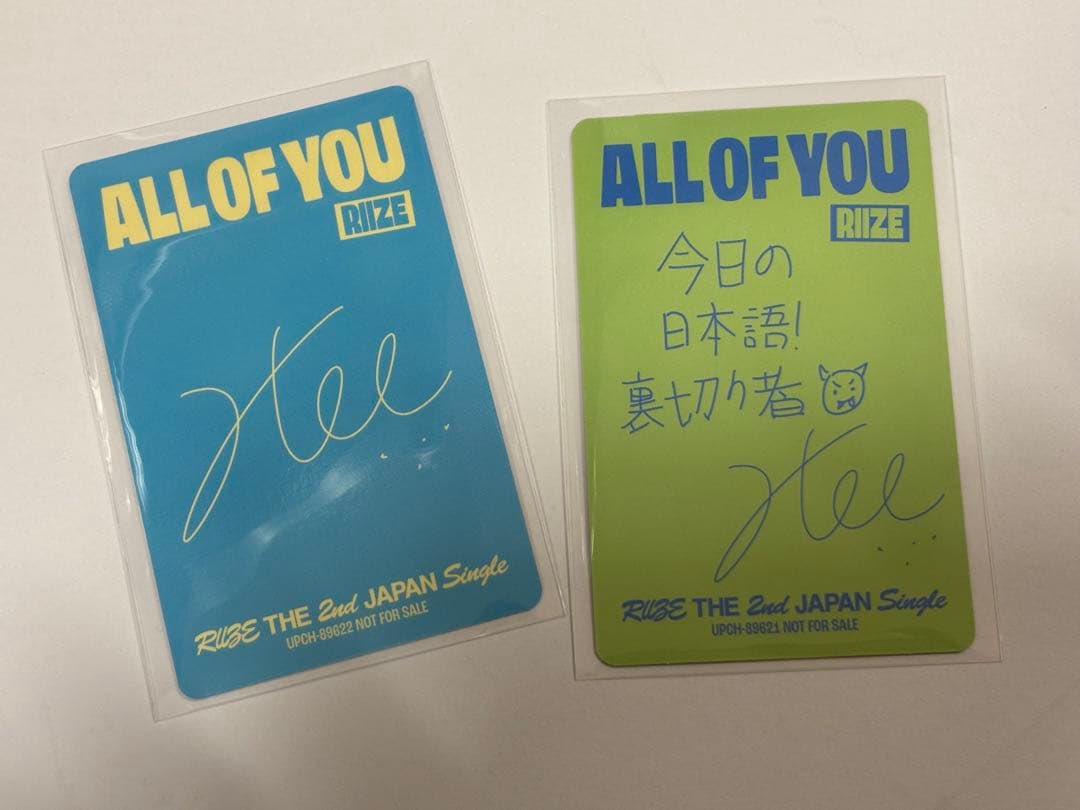 ALL OF YOU
RIIZE
RIIZE THE 2nd JAPAN Single
UPCH-89622 NOT FOR SALE
ALL OF YOU
RIIZE
今日の
日本語!
裏切り者
RIIZE THE 2nd JAPAN Single
UPCH-89621 NOT FOR SALE